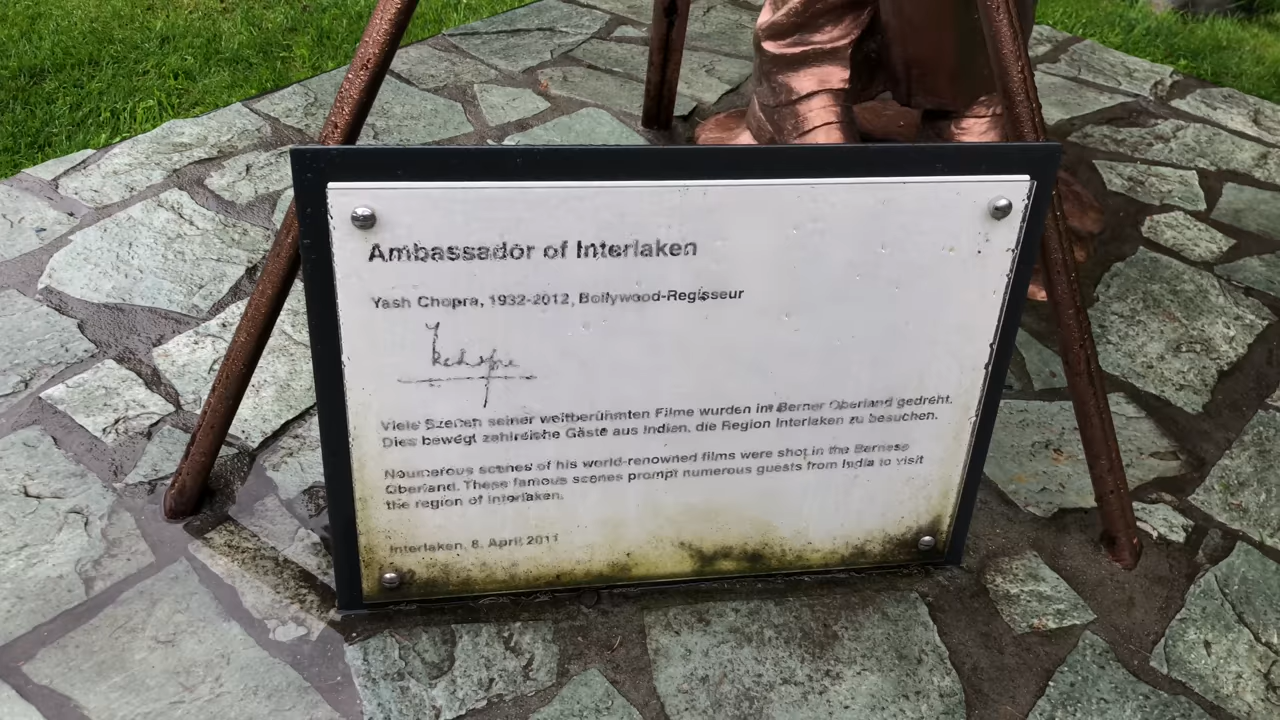 Ambassador of Interlaken
Yash Chopra, 1932-2012, Bollywood-Regisseur
Viele Szenen seiner weltberühmten Filme wurden im Berner Oberland gedreht.
Dies bewegt zahlreiche Gäste aus Indien, die Region Interlaken zu besuchen.
Noumerous scenes of his world-renowned films were shot in the Bernese
Oberland. These famous scenes prompt numerous guests from India to visit
the region of Interlaken.
Interlaken, 8. April 2011